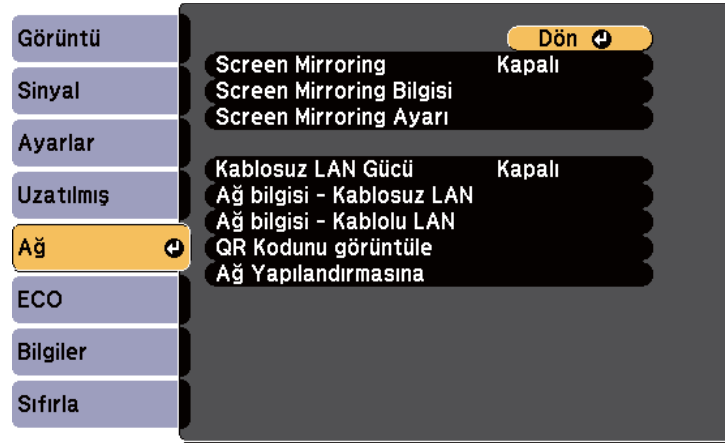 Görüntü
Sinyal
Ayarlar
Uzatılmış
Ağ
ECO
Bilgiler
Sıfırla
Dön
Screen Mirroring Kapalı
Screen Mirroring Bilgisi
Screen Mirroring Ayarı
Kablosuz LAN Gücü Kapalı
Ağ bilgisi - Kablosuz LAN
Ağ bilgisi - Kablolu LAN
QR Kodunu görüntüle
Ağ Yapılandırmasına